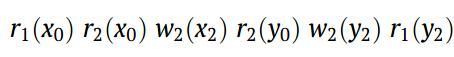 r₁(x₀) r₂(x₀) w₂(x₂) r₂(y₀) w₂(y₂) r₁(y₂)